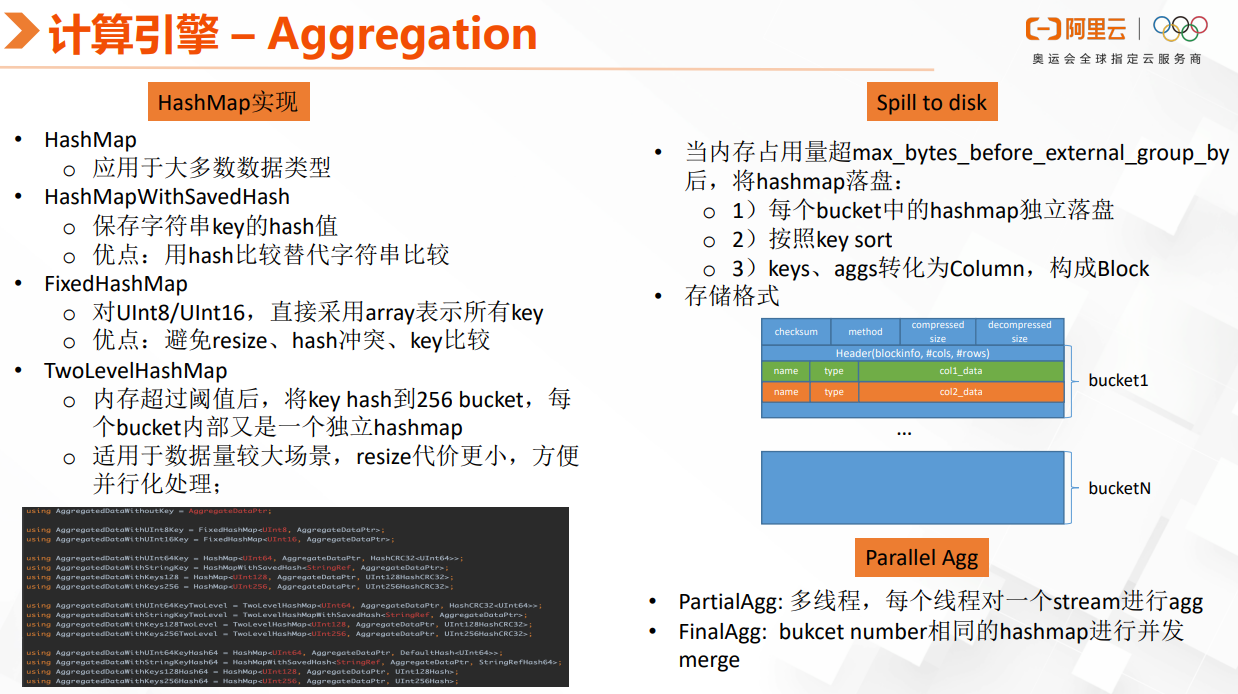 计算引擎 – Aggregation
阿里云
奥运会全球指定云服务商
HashMap实现
• HashMap
o 应用于大多数数据类型
• HashMapWithSavedHash
o 保存字符串key的hash值
o 优点：用hash比较替代字符串比较
• FixedHashMap
o 对UInt8/UInt16，直接采用array表示所有key
o 优点：避免resize、hash冲突、key比较
• TwoLevelHashMap
o 内存超过阈值后，将key hash到256 bucket，每
个bucket内部又是一个独立hashmap
o 适用于数据量较大场景，resize代价更小，方便
并行化处理；
using AggregatedDataWithoutKey = AggregateDataPtr;
using AggregatedDataWithUInt8Key = FixedHashMap<UInt8, AggregateDataPtr>;
using AggregatedDataWithUInt16Key = FixedHashMap<UInt16, AggregateDataPtr>;
using AggregatedDataWithUInt64Key = HashMap<UInt64, AggregateDataPtr, HashCRC32<UInt64>>;
using AggregatedDataWithStringKey = HashMapWithSavedHash<StringRef, AggregateDataPtr>;
using AggregatedDataWithKeys128 = HashMap<UInt128, AggregateDataPtr, UInt128HashCRC32>;
using AggregatedDataWithKeys256 = HashMap<UInt256, AggregateDataPtr, UInt256HashCRC32>;
using AggregatedDataWithUInt64KeyTwoLevel = TwoLevelHashMap<UInt64, AggregateDataPtr, HashCRC32<UInt64>>;
using AggregatedDataWithStringKeyTwoLevel = TwoLevelHashMapWithSavedHash<StringRef, AggregateDataPtr>;
using AggregatedDataWithKeys128TwoLevel = TwoLevelHashMap<UInt128, AggregateDataPtr, UInt128HashCRC32>;
using AggregatedDataWithKeys256TwoLevel = TwoLevelHashMap<UInt256, AggregateDataPtr, UInt256HashCRC32>;
using AggregatedDataWithUInt64KeyHash64 = HashMap<UInt64, AggregateDataPtr, DefaultHash<UInt64>>;
using AggregatedDataWithStringKeyHash64 = HashMapWithSavedHash<StringRef, AggregateDataPtr, StringRefHash64>;
using AggregatedDataWithKeys128Hash64 = HashMap<UInt128, AggregateDataPtr, UInt128Hash>;
using AggregatedDataWithKeys256Hash64 = HashMap<UInt256, AggregateDataPtr, UInt256Hash>;
Spill to disk
• 当内存占用量超max_bytes_before_external_group_by
后，将hashmap落盘：
o 1）每个bucket中的hashmap独立落盘
o 2）按照key sort
o 3）keys、aggs转化为Column，构成Block
• 存储格式
checksum method compressed size decompressed size
Header(blockinfo, #cols, #rows)
name type col1_data
name type col2_data
bucket1
...
bucketN
Parallel Agg
• PartialAgg: 多线程，每个线程对一个stream进行agg
• FinalAgg: bukcet number相同的hashmap进行并发
merge